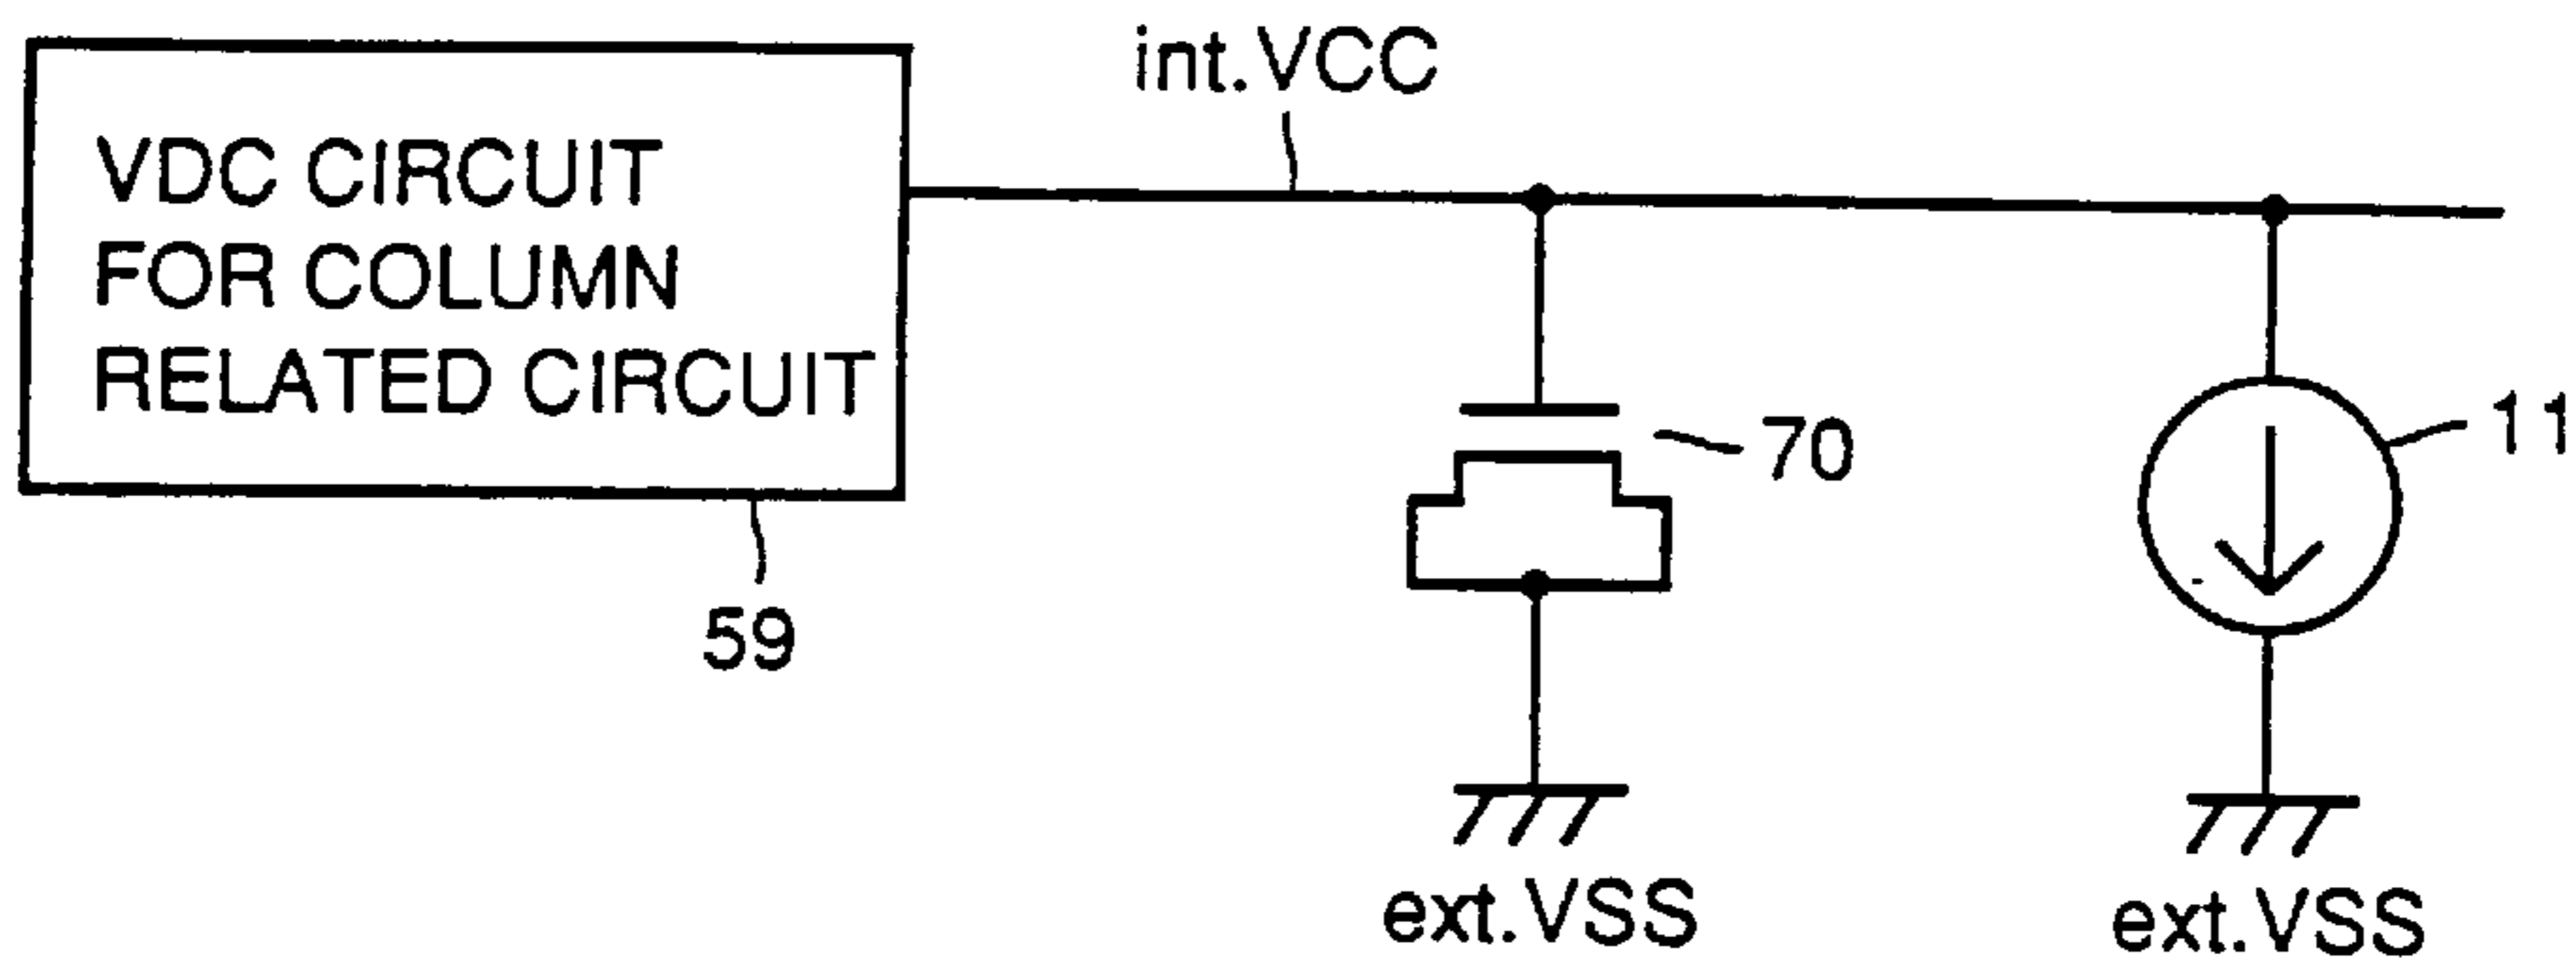 int.VCC
VDC CIRCUIT
FOR COLUMN
RELATED CIRCUIT
70
11
59
ext.VSS
ext.VSS